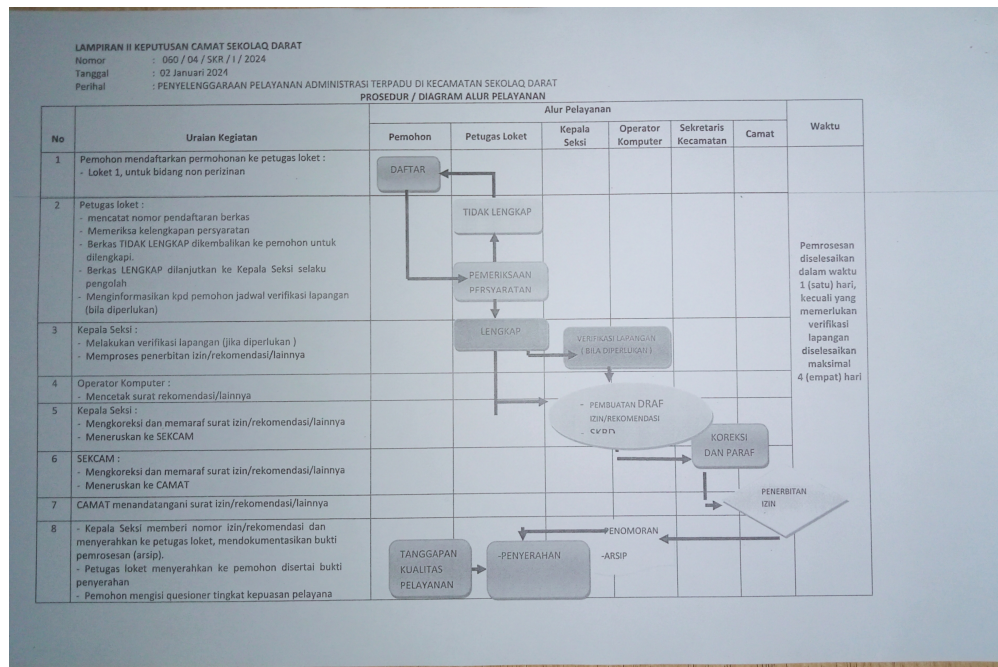 LAMPIRAN II KEPUTUSAN CAMAT SEKOLAQ DARAT
Nomor : 060 / 04 / SKR / I / 2024
Tanggal : 02 Januari 2024
Perihal : PENYELENGGARAAN PELAYANAN ADMINISTRASI TERPADU DI KECAMATAN SEKOLAQ DARAT
PROSEDUR / DIAGRAM ALUR PELAYANAN
No
Uraian Kegiatan
Alur Pelayanan
Pemohon
Petugas Loket
Kepala
Seksi
Operator
Komputer
Sekretaris
Kecamatan
Camat
Waktu
1
Pemohon mendaftarkan permohonan ke petugas loket :
- Loket 1, untuk bidang non perizinan
DAFTAR
2
Petugas loket :
- mencatat nomor pendaftaran berkas
- Memeriksa kelengkapan persyaratan
- Berkas TIDAK LENGKAP dikembalikan ke pemohon untuk
dilengkapi.
- Berkas LENGKAP dilanjutkan ke Kepala Seksi selaku
pengolah
- Menginformasikan kpd pemohon jadwal verifikasi lapangan
(bila diperlukan)
TIDAK LENGKAP
PEMERIKSAAN
PERSYARATAN
Pemrosesan
diselesaikan
dalam waktu
1 (satu) hari,
kecuali yang
memerlukan
verifikasi
lapangan
diselesaikan
maksimal
4 (empat) hari
3
Kepala Seksi :
- Melakukan verifikasi lapangan (jika diperlukan )
- Memproses penerbitan izin/rekomendasi/lainnya
LENGKAP
VERIFIKASI LAPANGAN
( BILA DIPERLUKAN )
4
Operator Komputer :
- Mencetak surat rekomendasi/lainnya
- PEMBUATAN DRAF
IZIN/REKOMENDASI
5
Kepala Seksi :
- Mengkoreksi dan memaraf surat izin/rekomendasi/lainnya
- Meneruskan ke SEKCAM
KOREKSI
DAN PARAF
6
SEKCAM :
- Mengkoreksi dan memaraf surat izin/rekomendasi/lainnya
- Meneruskan ke CAMAT
PENERBITAN
IZIN
7
CAMAT menandatangani surat izin/rekomendasi/lainnya
8
- Kepala Seksi memberi nomor izin/rekomendasi dan
menyerahkan ke petugas loket, mendokumentasikan bukti
pemrosesan (arsip).
- Petugas loket menyerahkan ke pemohon disertai bukti
penyerahan
- Pemohon mengisi quesioner tingkat kepuasan pelayana
TANGGAPAN
KUALITAS
PELAYANAN
-PENYERAHAN
PENOMORAN
-ARSIP